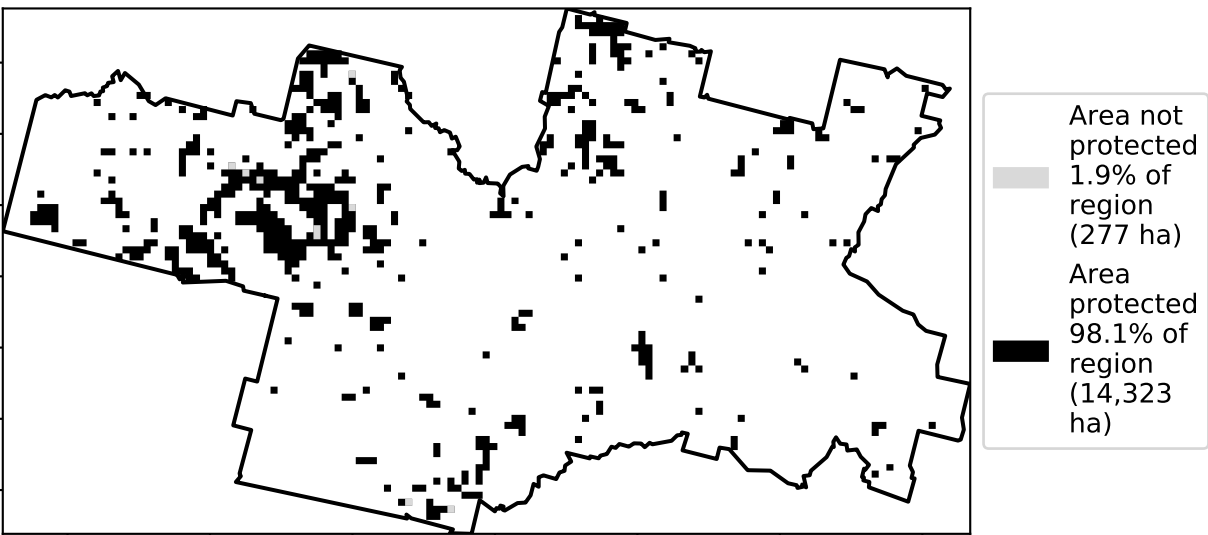 Area not
protected
1.9% of
region
(277 ha)
Area
protected
98.1% of
region
(14,323
ha)